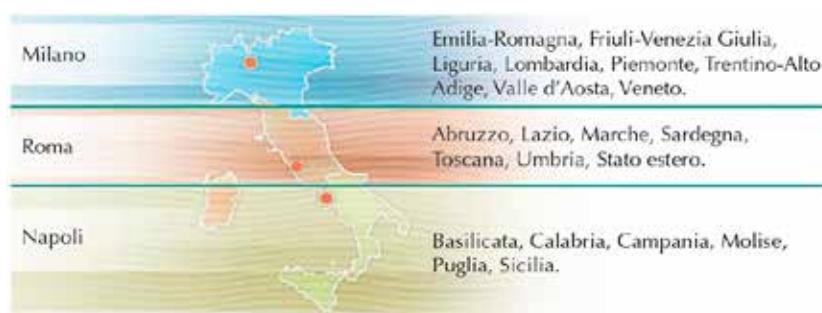 Milano
Emilia-Romagna, Friuli-Venezia Giulia,
Liguria, Lombardia, Piemonte, Trentino-Alto
Adige, Valle d'Aosta, Veneto.
Roma
Abruzzo, Lazio, Marche, Sardegna,
Toscana, Umbria, Stato estero.
Napoli
Basilicata, Calabria, Campania, Molise,
Puglia, Sicilia.